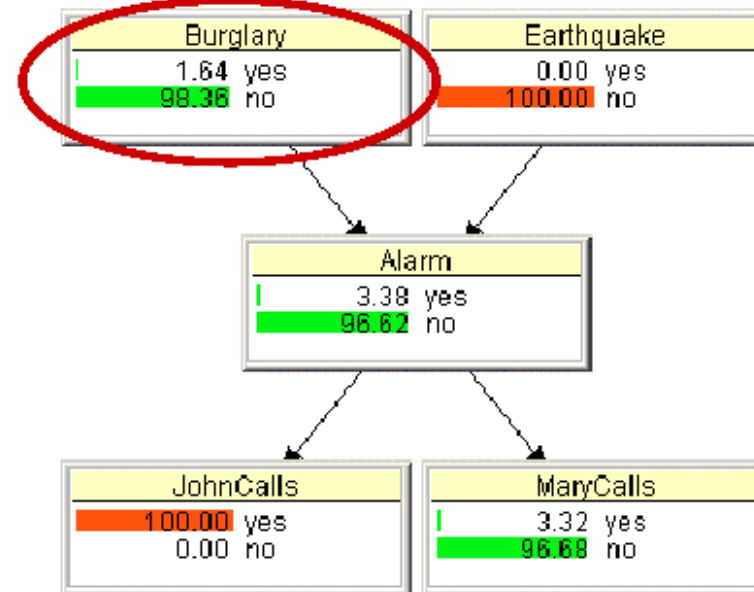 Burglary
1.64 yes
98.36 no
Earthquake
0.00 yes
100.00 no
Alarm
3.38 yes
96.62 no
JohnCalls
100.00 yes
0.00 no
MaryCalls
3.32 yes
96.68 no